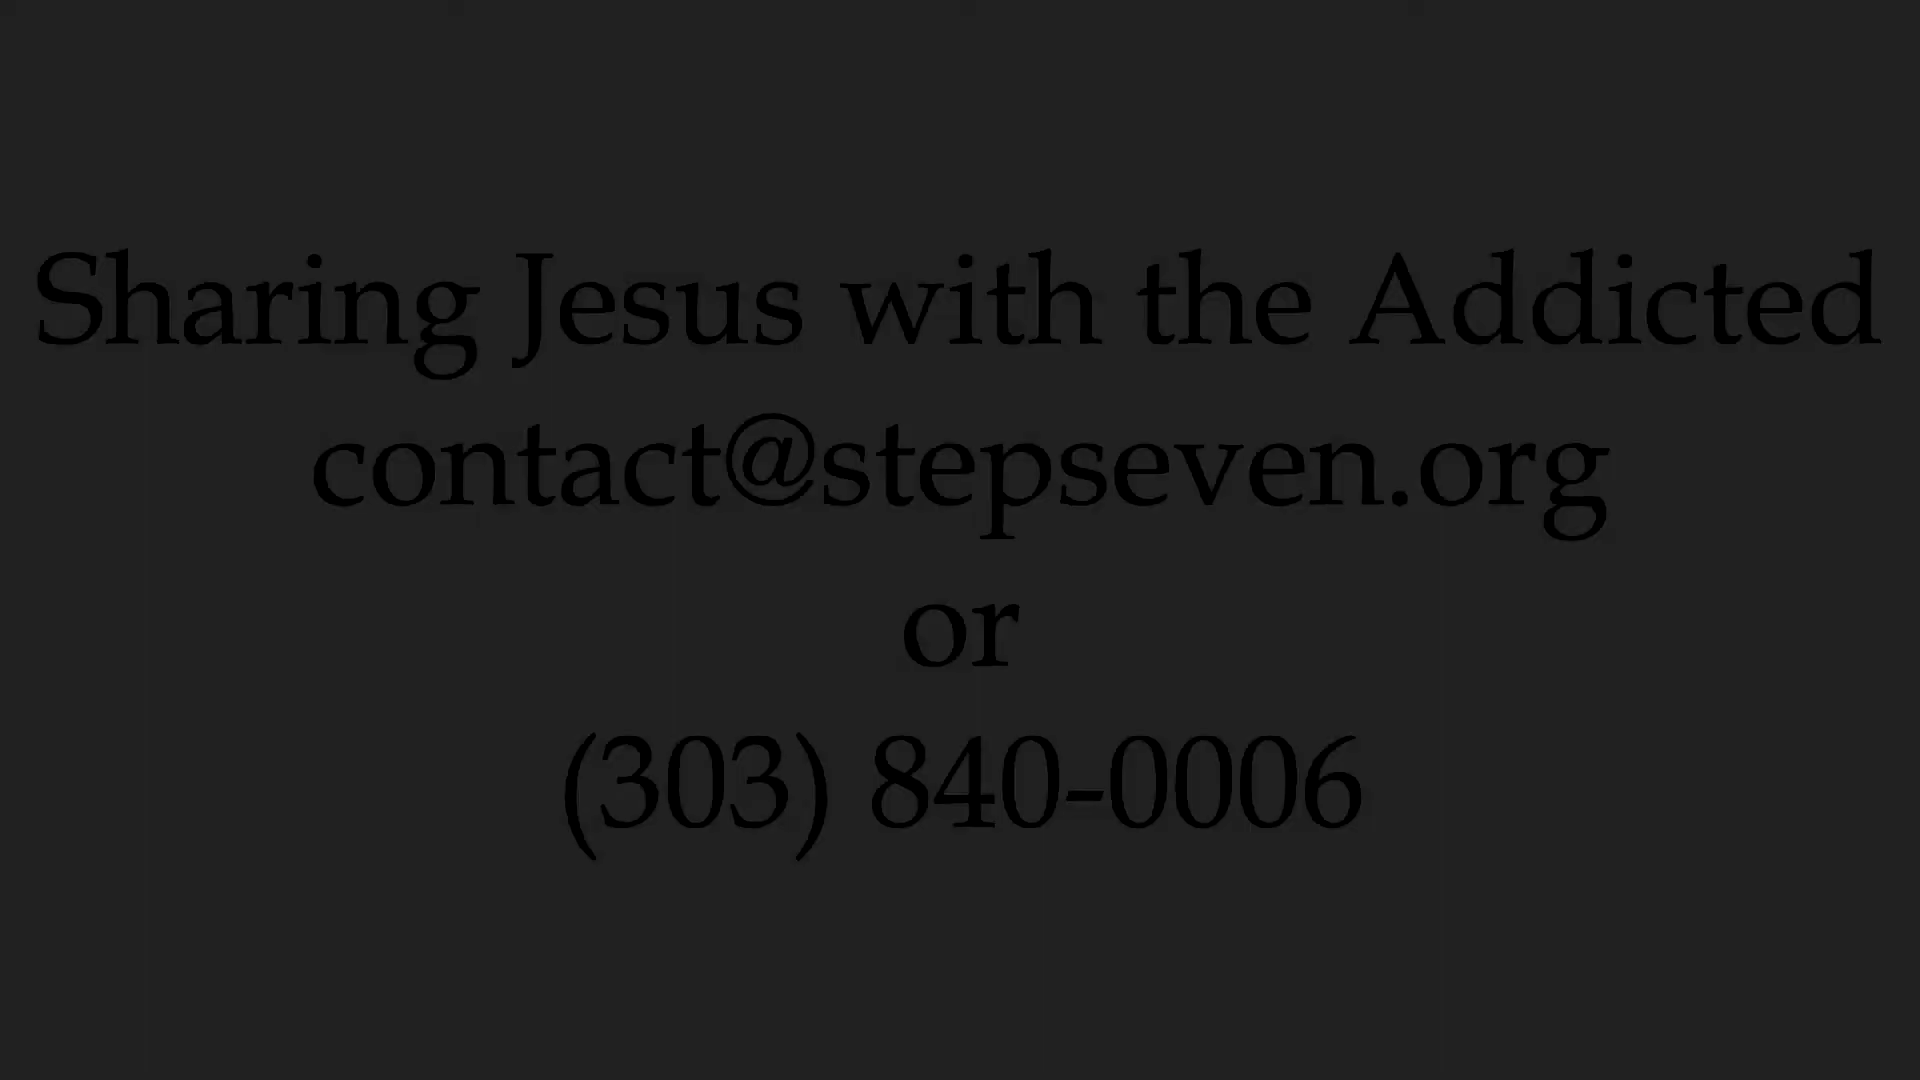 Sharing Jesus with the Addicted
contact@stepseven.org
or
(303) 840-0006